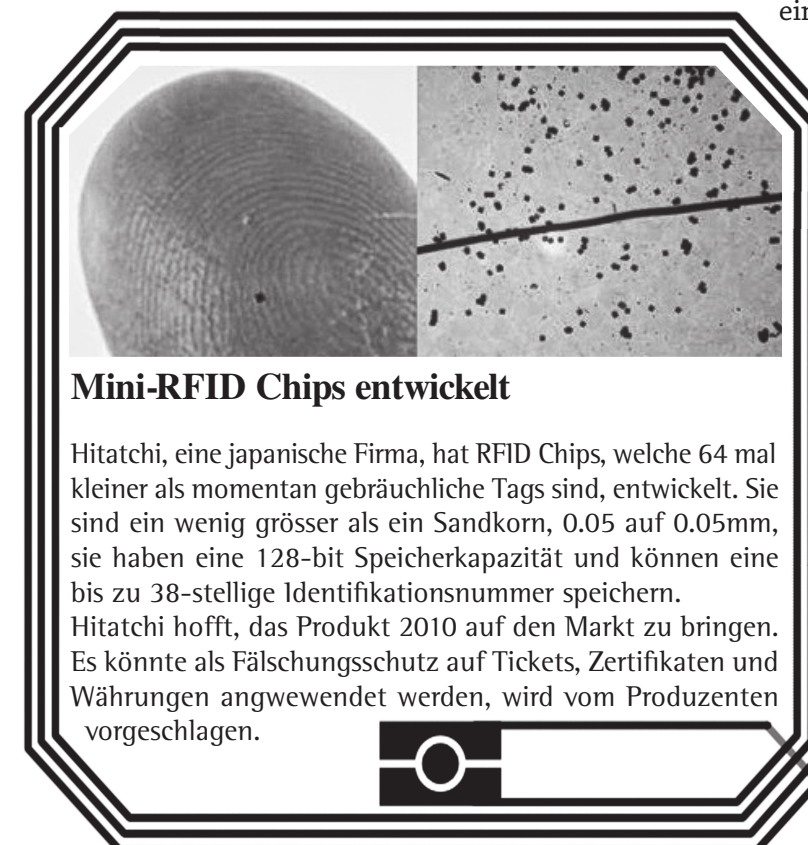 ein
Mini-RFID Chips entwickelt
Hitatchi, eine japanische Firma, hat RFID Chips, welche 64 mal
kleiner als momentan gebräuchliche Tags sind, entwickelt. Sie
sind ein wenig grösser als ein Sandkorn, 0.05 auf 0.05mm,
sie haben eine 128-bit Speicherkapazität und können eine
bis zu 38-stellige Identifikationsnummer speichern.
Hitatchi hofft, das Produkt 2010 auf den Markt zu bringen.
Es könnte als Fälschungsschutz auf Tickets, Zertifikaten und
Währungen angwewendet werden, wird vom Produzenten
vorgeschlagen.